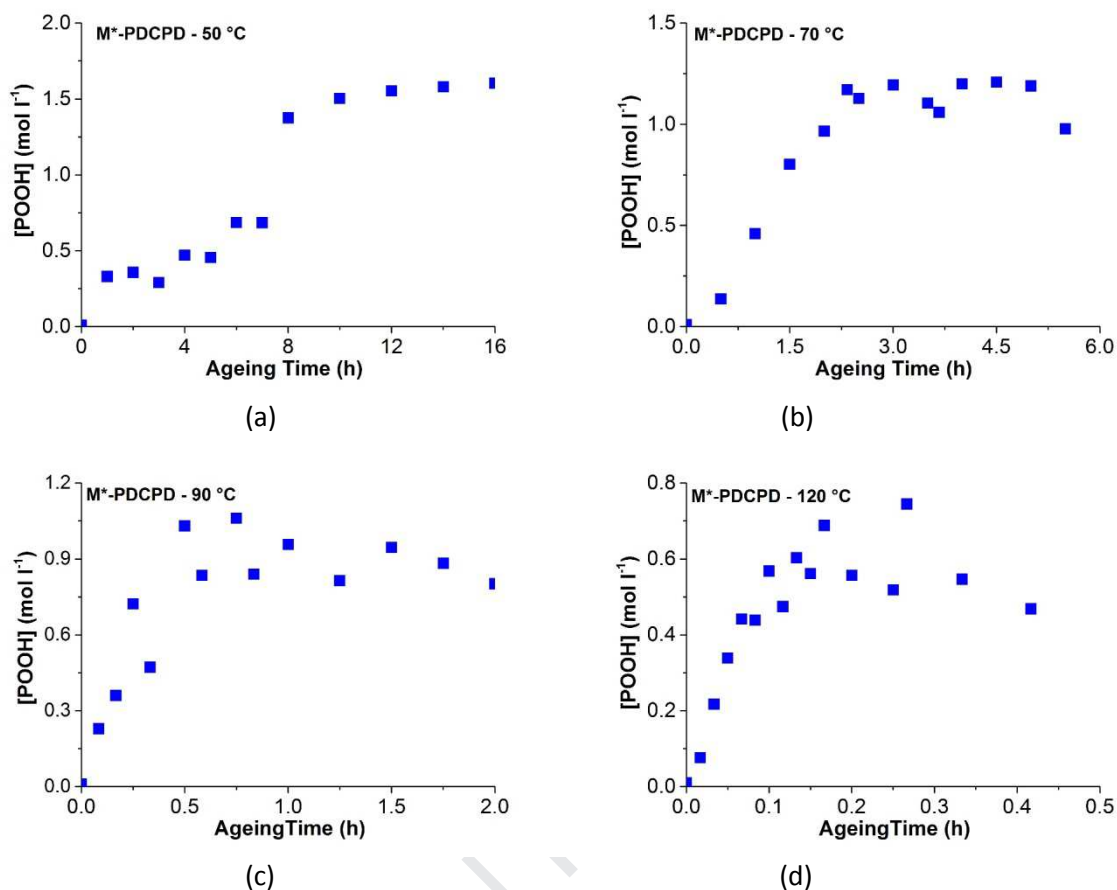 M*-PDCPD - 50 °C
[POOH] (mol l⁻¹)
2.0
1.5
1.0
0.5
0.0
0 4 8 12 16
Ageing Time (h)
(a)
M*-PDCPD - 70 °C
[POOH] (mol l⁻¹)
1.5
1.0
0.5
0.0
0.0 1.5 3.0 4.5 6.0
Ageing Time (h)
(b)
M*-PDCPD - 90 °C
[POOH] (mol l⁻¹)
1.2
0.9
0.6
0.3
0.0
0.0 0.5 1.0 1.5 2.0
AgeingTime (h)
(c)
M*-PDCPD - 120 °C
[POOH] (mol l⁻¹)
0.8
0.6
0.4
0.2
0.0
0.0 0.1 0.2 0.3 0.4 0.5
AgeingTime (h)
(d)